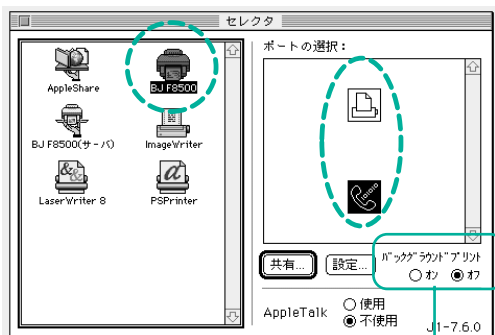 セレクタ
AppleShare
BJ F8500
BJ F8500(サーバ)
ImageWriter
LaserWriter 8
PSPrinter
ポートの選択：
共有...
設定...
バックグラウンドプリント
オン
オフ
AppleTalk
使用
不使用
J1-7.6.0